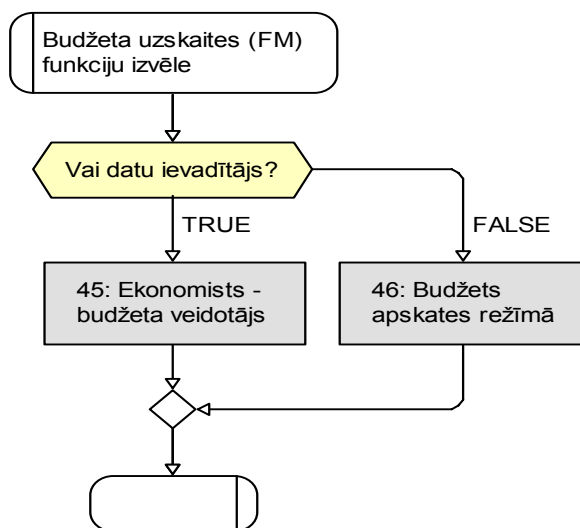 Budžeta uzskaites (FM)
funkciju izvēle
Vai datu ievadītājs?
TRUE
FALSE
45: Ekonomists -
budžeta veidotājs
46: Budžets
apskates režīmā